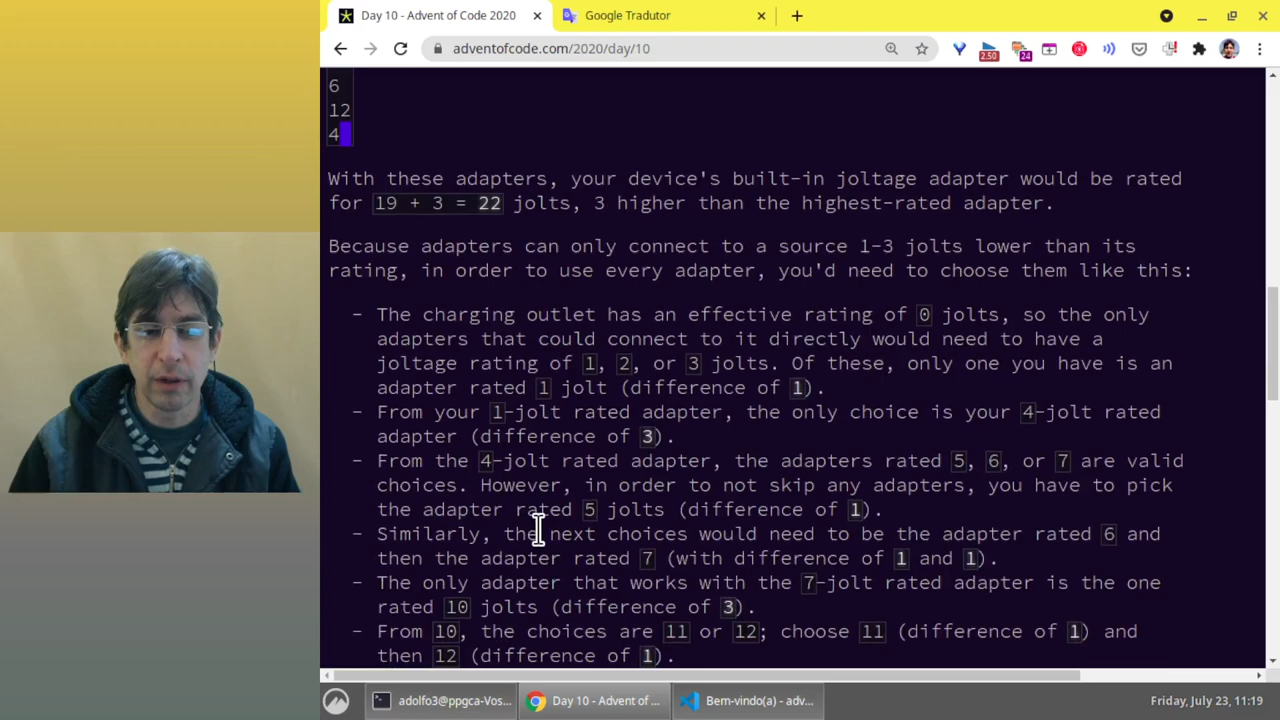 Day 10 - Advent of Code 2020
Google Tradutor
adventofcode.com/2020/day/10
2.50
24
6
12
4
With these adapters, your device's built-in joltage adapter would be rated
for 19 + 3 = 22 jolts, 3 higher than the highest-rated adapter.
Because adapters can only connect to a source 1-3 jolts lower than its
rating, in order to use every adapter, you'd need to choose them like this:
- The charging outlet has an effective rating of 0 jolts, so the only
adapters that could connect to it directly would need to have a
joltage rating of 1, 2, or 3 jolts. Of these, only one you have is an
adapter rated 1 jolt (difference of 1).
- From your 1-jolt rated adapter, the only choice is your 4-jolt rated
adapter (difference of 3).
- From the 4-jolt rated adapter, the adapters rated 5, 6, or 7 are valid
choices. However, in order to not skip any adapters, you have to pick
the adapter rated 5 jolts (difference of 1).
- Similarly, the next choices would need to be the adapter rated 6 and
then the adapter rated 7 (with difference of 1 and 1).
- The only adapter that works with the 7-jolt rated adapter is the one
rated 10 jolts (difference of 3).
- From 10, the choices are 11 or 12; choose 11 (difference of 1) and
then 12 (difference of 1).
adolfo3@ppgca-Vos...
Day 10 - Advent of ...
Bem-vindo(a) - adv...
Friday, July 23, 11:19